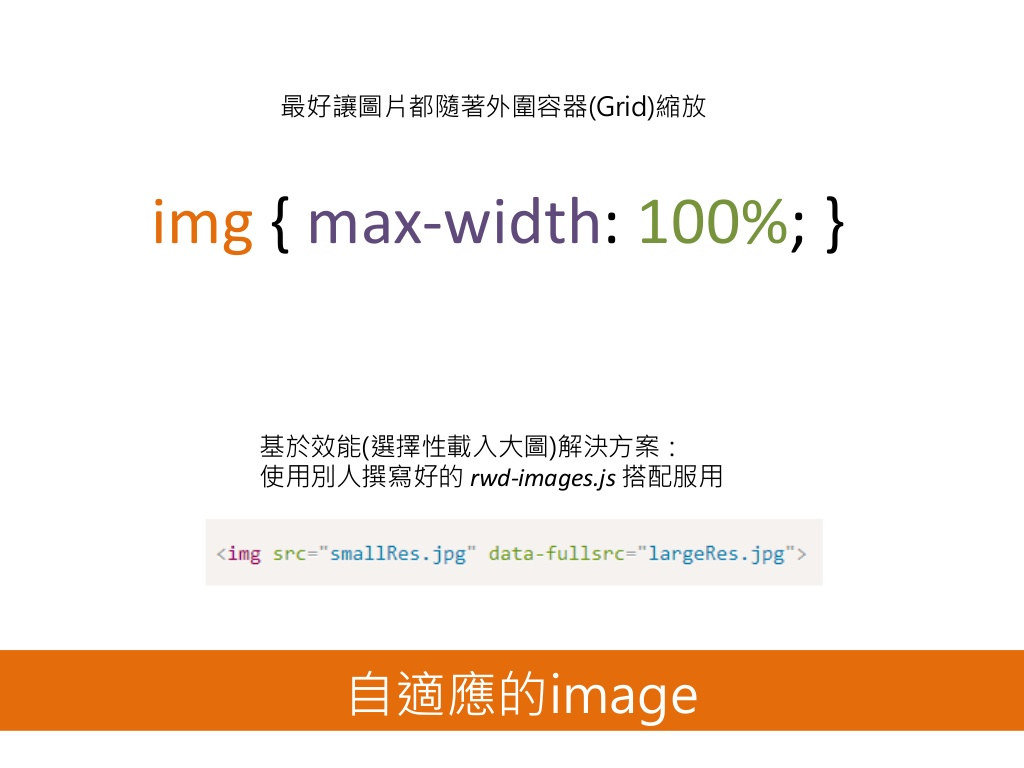 最好讓圖片都隨著外圍容器(Grid)縮放
img { max-width: 100%; }
基於效能(選擇性載入大圖)解決方案：
使用別人撰寫好的 rwd-images.js 搭配服用
<img src="smallRes.jpg" data-fullsrc="largeRes.jpg">
自適應的image